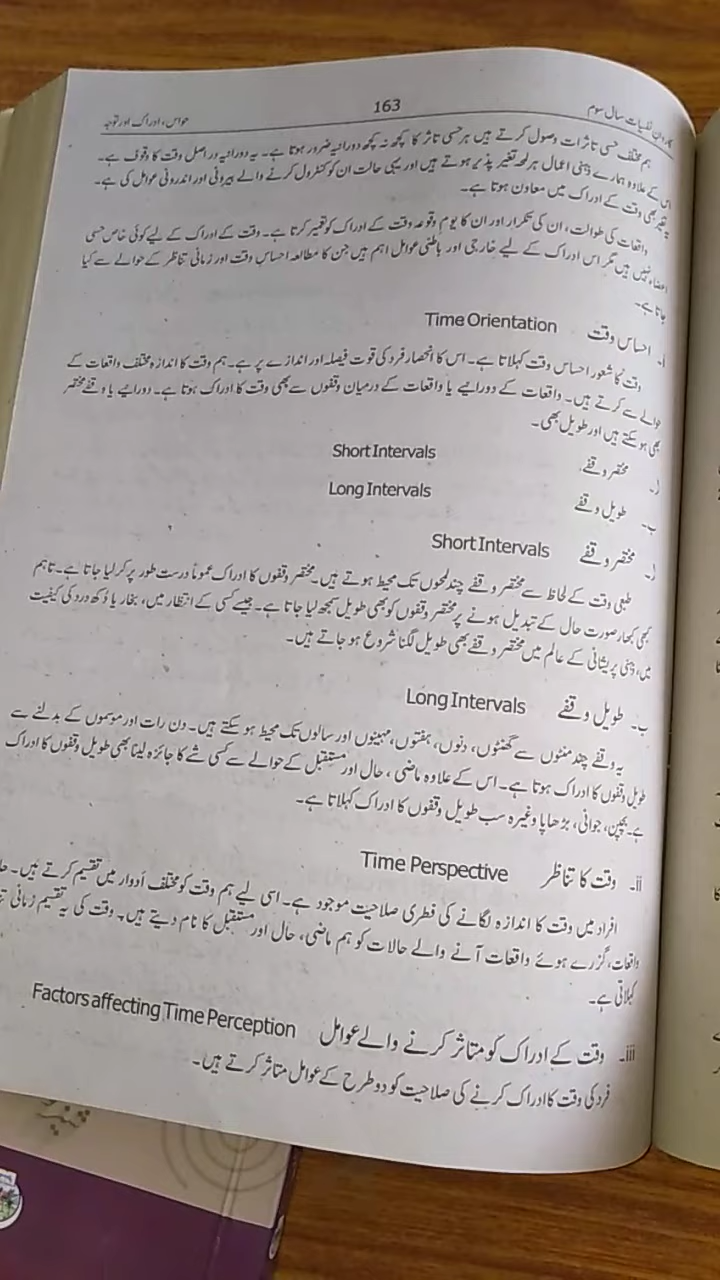 نفسیات سال سوم
163
حواس، ادراک اور توجہ
ہم مختلف حسی تاثرات وصول کرتے ہیں ہر حسی تاثر کا کچھ نہ کچھ دورانیہ ضرور ہوتا ہے۔ یہ دورانیہ دراصل وقت کا وقوف ہے۔
اس کے علاوہ ہمارے ذہنی اعمال ہر لمحہ تغیر پذیر ہوتے ہیں اور یہی حالت ان کو کنٹرول کرنے والے بیرونی اور اندرونی عوامل کی ہے۔
یہ تغیر بھی وقت کے ادراک میں معاون ہوتا ہے۔
واقعات کی طوالت، ان کی تکرار اور ان کا یوم وقوعہ وقت کے ادراک کو تعمیر کرتا ہے۔ وقت کے ادراک کے لیے کوئی خاص حسی
اعضاء نہیں ہیں مگر اس ادراک کے لیے خارجی اور باطنی عوامل اہم ہیں جن کا مطالعہ احساس وقت اور زمانی تناظر کے حوالے سے کیا
جاتا ہے۔
i۔ احساس وقت Time Orientation
وقت کا شعور احساس وقت کہلاتا ہے۔ اس کا انحصار فرد کی قوت فیصلہ اور اندازے پر ہے۔ ہم وقت کا اندازہ مختلف واقعات کے
حوالے سے کرتے ہیں۔ واقعات کے دورانیے یا واقعات کے درمیان وقفوں سے بھی وقت کا ادراک ہوتا ہے۔ دورانیے یا وقفے مختصر
بھی ہو سکتے ہیں اور طویل بھی۔
ا۔ مختصر وقفے Short Intervals
ب۔ طویل وقفے Long Intervals
ا۔ مختصر وقفے Short Intervals
طبعی وقت کے لحاظ سے مختصر وقفے چند لمحوں تک محیط ہوتے ہیں۔ مختصر وقفوں کا ادراک عموماً درست طور پر کر لیا جاتا ہے۔ تاہم
کبھی کبھار صورت حال کے تبدیل ہونے پر مختصر وقفوں کو بھی طویل سمجھ لیا جاتا ہے۔ جیسے کسی کے انتظار میں، بخار یا دکھ درد کی کیفیت
میں، ذہنی پریشانی کے عالم میں مختصر وقفے بھی طویل لگنا شروع ہو جاتے ہیں۔
ب۔ طویل وقفے Long Intervals
یہ وقفے چند منٹوں سے گھنٹوں، دنوں، ہفتوں، مہینوں اور سالوں تک محیط ہو سکتے ہیں۔ دن رات اور موسموں کے بدلنے سے
طویل وقفوں کا ادراک ہوتا ہے۔ اس کے علاوہ ماضی، حال اور مستقبل کے حوالے سے کسی شے کا جائزہ لینا بھی طویل وقفوں کا ادراک
ہے۔ بچپن، جوانی، بڑھاپا وغیرہ سب طویل وقفوں کا ادراک کہلاتا ہے۔
ii۔ وقت کا تناظر Time Perspective
افراد میں وقت کا اندازہ لگانے کی فطری صلاحیت موجود ہے۔ اسی لیے ہم وقت کو مختلف ادوار میں تقسیم کرتے ہیں۔
واقعات، گزرے ہوئے واقعات آنے والے حالات کو ہم ماضی، حال اور مستقبل کا نام دیتے ہیں۔ وقت کی یہ تقسیم زمانی
کہلاتی ہے۔
iii۔ وقت کے ادراک کو متاثر کرنے والے عوامل Factors affecting Time Perception
فرد کی وقت کا ادراک کرنے کی صلاحیت کو دو طرح کے عوامل متاثر کرتے ہیں۔